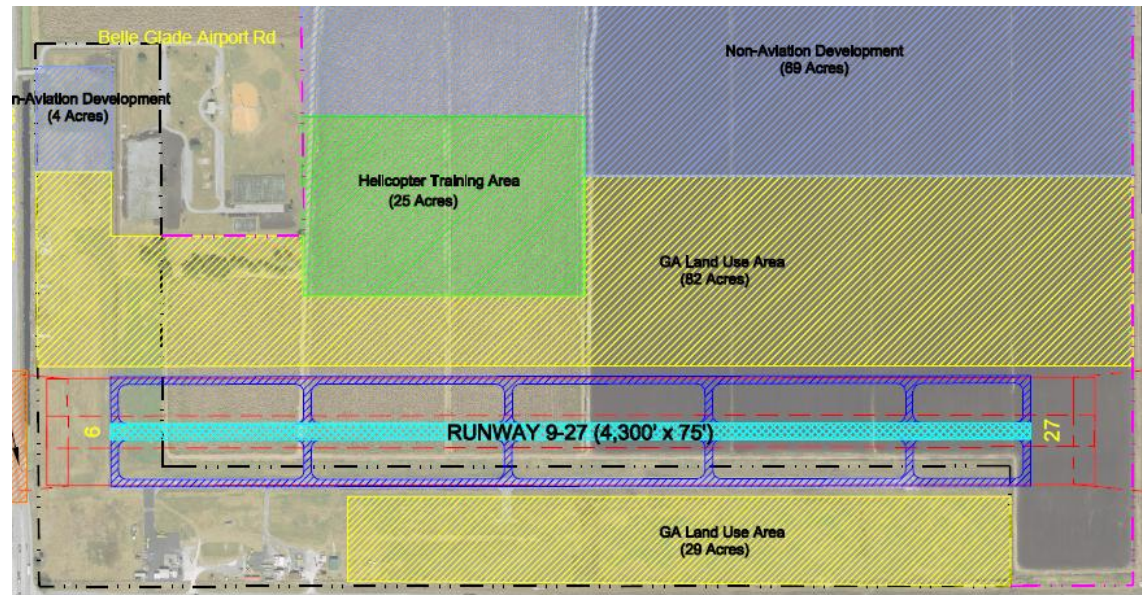 Belle Glade Airport Rd
Non-Aviation Development
(69 Acres)
n-Aviation Development
(4 Acres)
Helicopter Training Area
(25 Acres)
GA Land Use Area
(82 Acres)
9
RUNWAY 9-27 (4,300' x 75')
27
GA Land Use Area
(29 Acres)